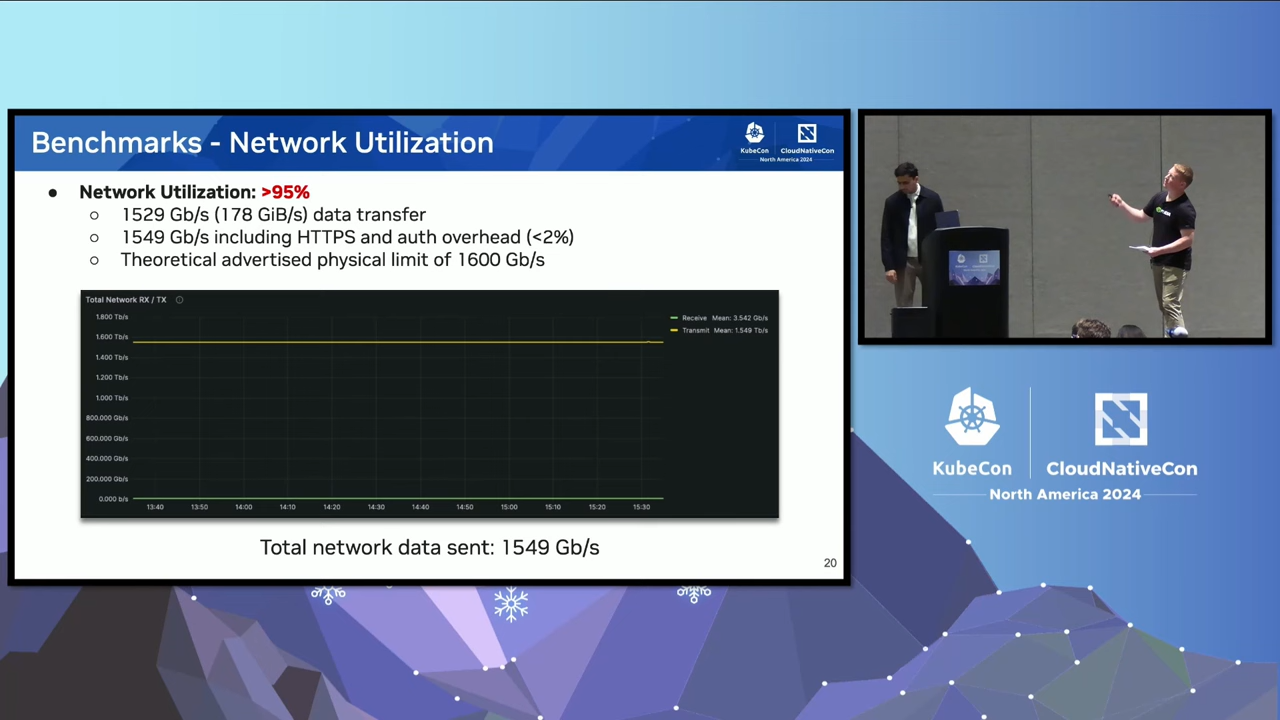 Benchmarks - Network Utilization
KubeCon
CloudNativeCon
North America 2024
● Network Utilization: >95%
○ 1529 Gb/s (178 GiB/s) data transfer
○ 1549 Gb/s including HTTPS and auth overhead (<2%)
○ Theoretical advertised physical limit of 1600 Gb/s
Total Network RX / TX
1.800 Tb/s
1.600 Tb/s
1.400 Tb/s
1.200 Tb/s
1.000 Tb/s
800.000 Gb/s
600.000 Gb/s
400.000 Gb/s
200.000 Gb/s
0.000 b/s
13:40 13:50 14:00 14:10 14:20 14:30 14:40 14:50 15:00 15:10 15:20 15:30
Receive Mean: 3.542 Gb/s
Transmit Mean: 1.549 Tb/s
Total network data sent: 1549 Gb/s
20
KubeCon
CloudNativeCon
North America 2024